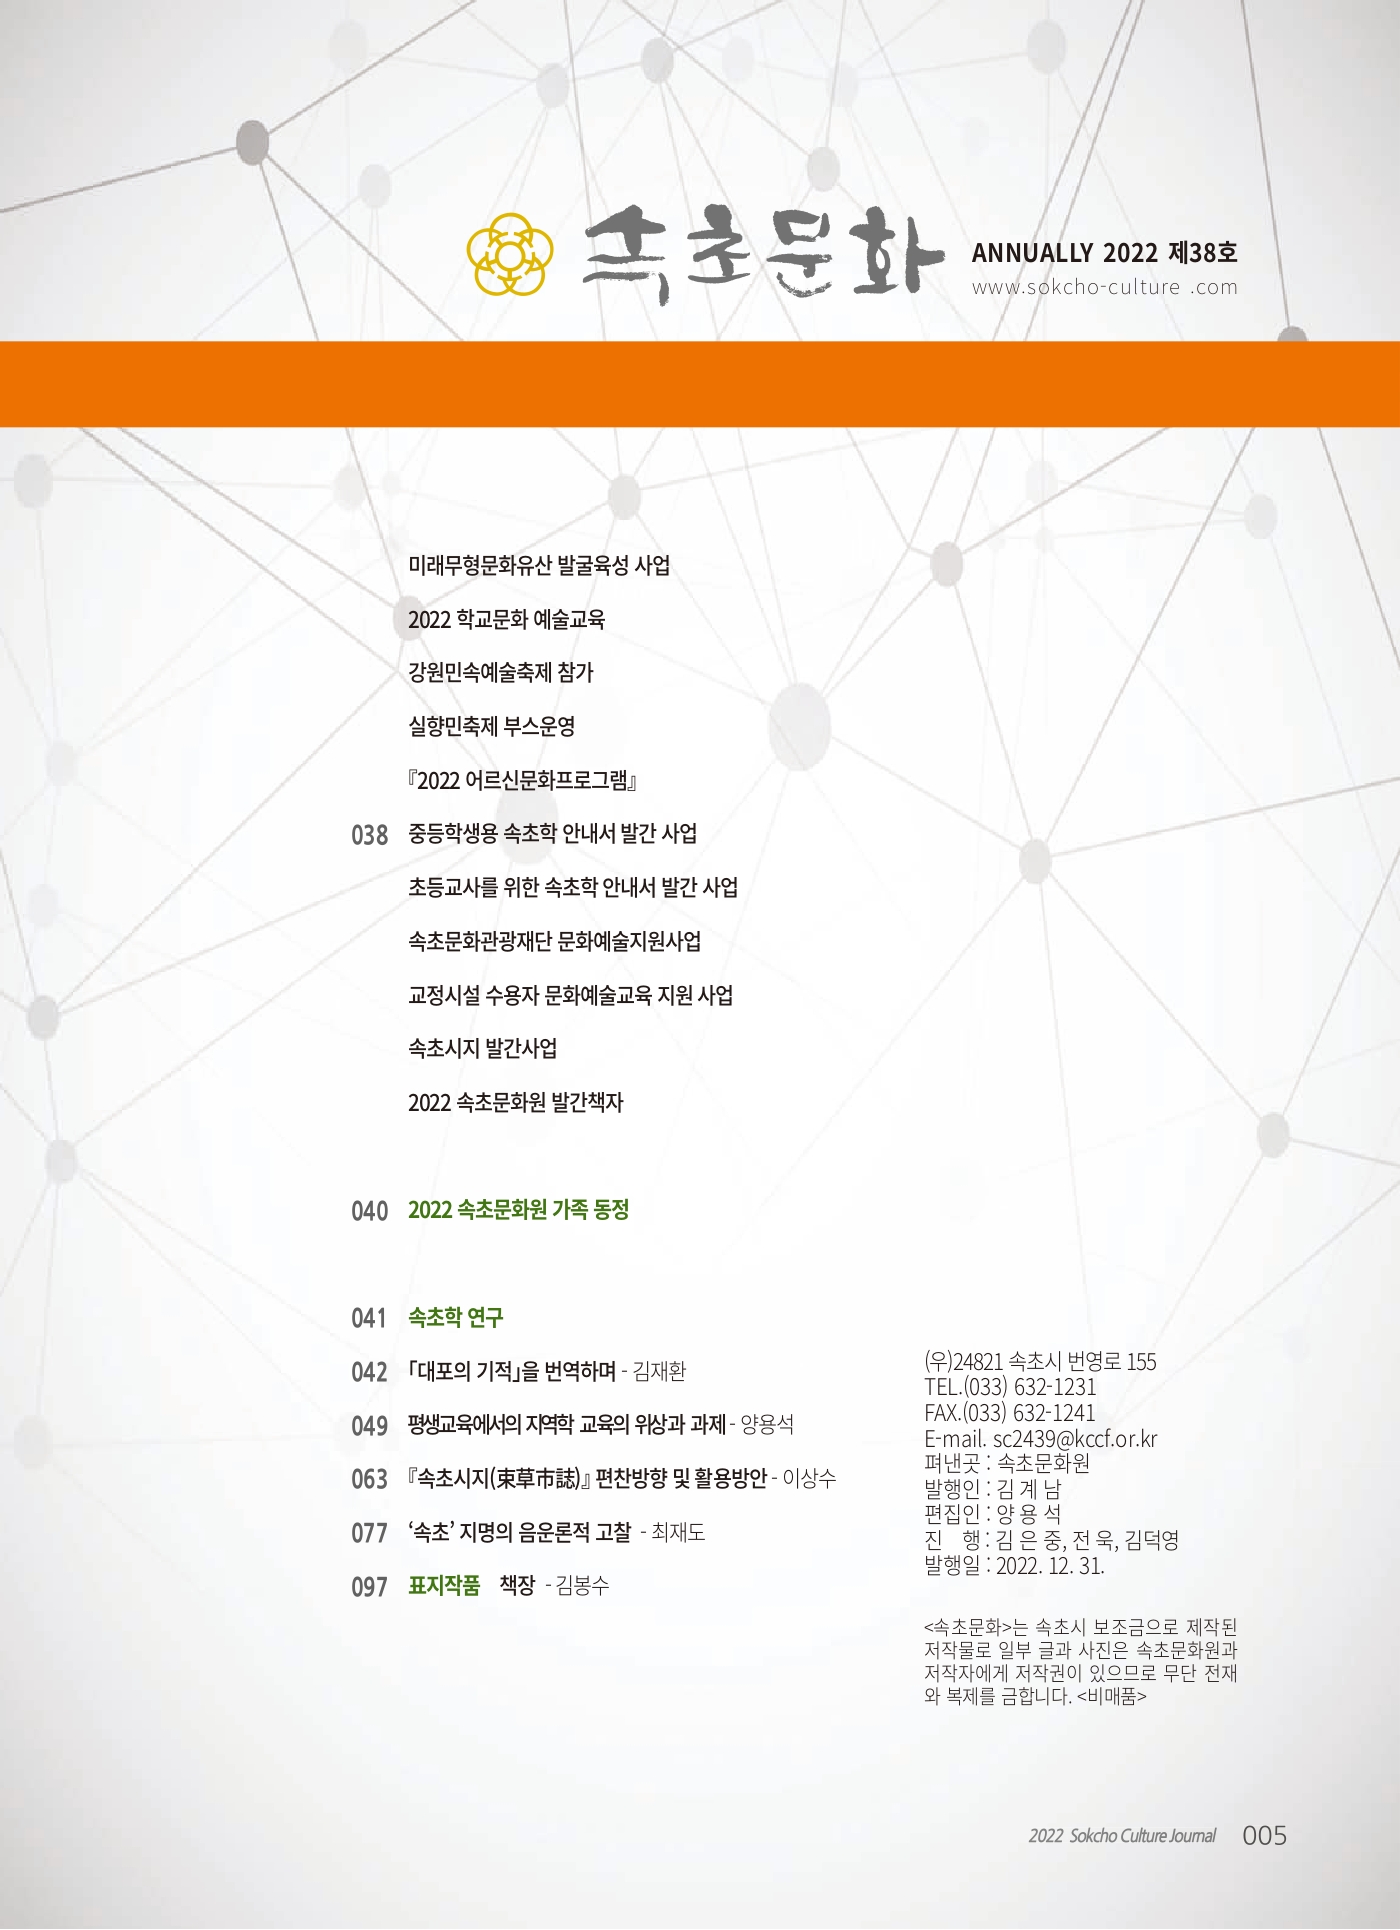 속초문화
ANNUALLY 2022 제38호
www.sokcho-culture .com
미래무형문화유산 발굴육성 사업
2022 학교문화 예술교육
강원민속예술축제 참가
실향민축제 부스운영
『2022 어르신문화프로그램』
038 중등학생용 속초학 안내서 발간 사업
초등교사를 위한 속초학 안내서 발간 사업
속초문화관광재단 문화예술지원사업
교정시설 수용자 문화예술교육 지원 사업
속초시지 발간사업
2022 속초문화원 발간책자
040 2022 속초문화원 가족 동정
041 속초학 연구
042 「대포의 기적」을 번역하며 - 김재환
049 평생교육에서의 지역학 교육의 위상과 과제 - 양용석
063 『속초시지(束草市誌)』 편찬방향 및 활용방안 - 이상수
077 ‘속초’ 지명의 음운론적 고찰 - 최재도
097 표지작품 책장 - 김봉수
(우)24821 속초시 번영로 155
TEL.(033) 632-1231
FAX.(033) 632-1241
E-mail. sc2439@kccf.or.kr
펴낸곳 : 속초문화원
발행인 : 김 계 남
편집인 : 양 용 석
진 행 : 김 은 중, 전 욱, 김덕영
발행일 : 2022. 12. 31.
<속초문화>는 속초시 보조금으로 제작된
저작물로 일부 글과 사진은 속초문화원과
저작자에게 저작권이 있으므로 무단 전재
와 복제를 금합니다. <비매품>
2022 Sokcho Culture Journal 005